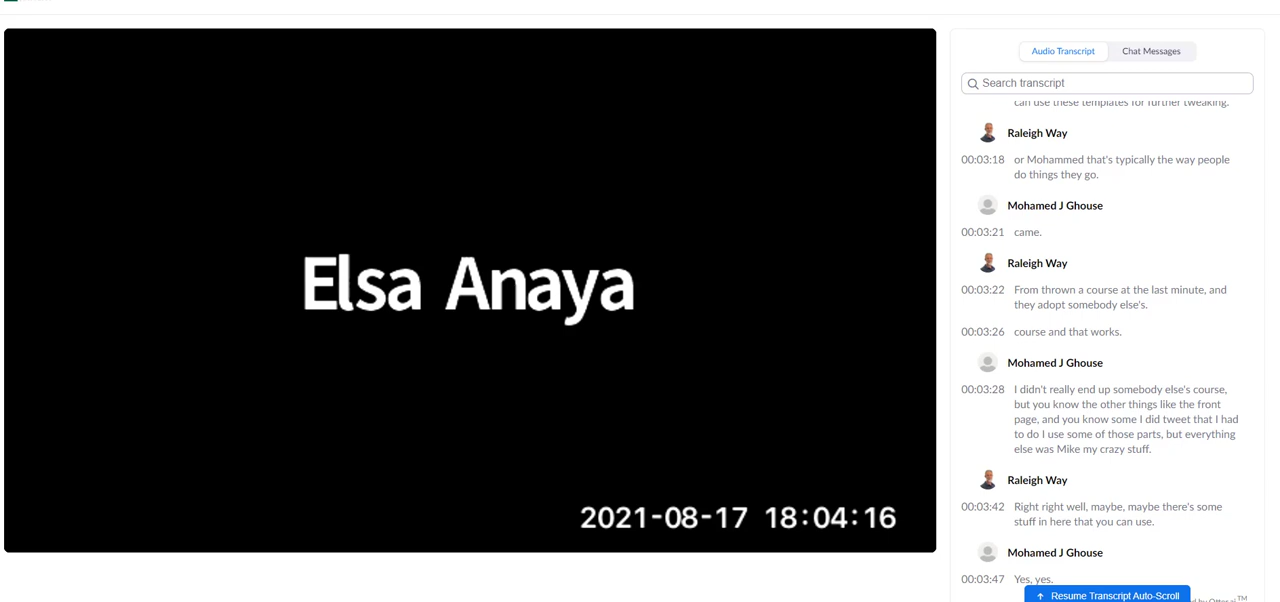 Elsa Anaya
2021-08-17 18:04:16
Audio Transcript
Chat Messages
Search transcript
can use these templates for further tweaking.
Raleigh Way
00:03:18 or Mohammed that's typically the way people
do things they go.
Mohamed J Ghouse
00:03:21 came.
Raleigh Way
00:03:22 From thrown a course at the last minute, and
they adopt somebody else's.
00:03:26 course and that works.
Mohamed J Ghouse
00:03:28 I didn't really end up somebody else's course,
but you know the other things like the front
page, and you know some I did tweet that I had
to do I use some of those parts, but everything
else was Mike my crazy stuff.
Raleigh Way
00:03:42 Right right well, maybe, maybe there's some
stuff in here that you can use.
Mohamed J Ghouse
00:03:47 Yes, yes.
Resume Transcript Auto-Scroll